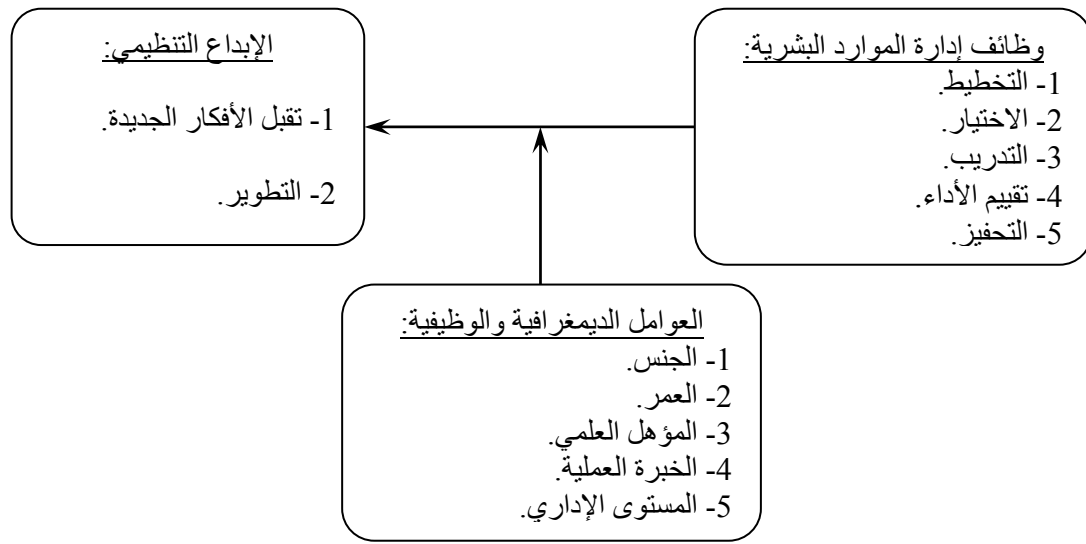 وظائف إدارة الموارد البشرية:
1- التخطيط.
2- الاختيار.
3- التدريب.
4- تقييم الأداء.
5- التحفيز.
الإبداع التنظيمي:
1- تقبل الأفكار الجديدة.
2- التطوير.
العوامل الديمغرافية والوظيفية:
1- الجنس.
2- العمر.
3- المؤهل العلمي.
4- الخبرة العملية.
5- المستوى الإداري.